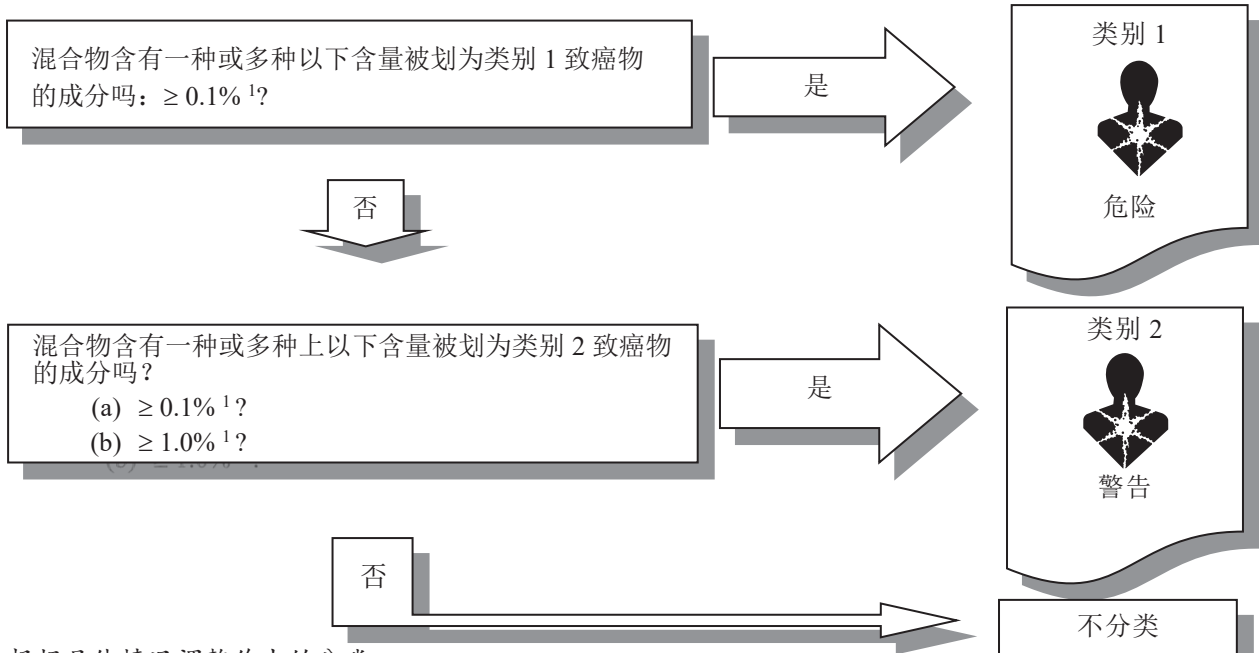 混合物含有一种或多种以下含量被划为类别 1 致癌物
的成分吗：≥ 0.1% ¹?
是
类别 1
危险
否
混合物含有一种或多种上以下含量被划为类别 2 致癌物
的成分吗？
(a) ≥ 0.1% ¹ ?
(b) ≥ 1.0% ¹ ?
是
类别 2
警告
否
不分类